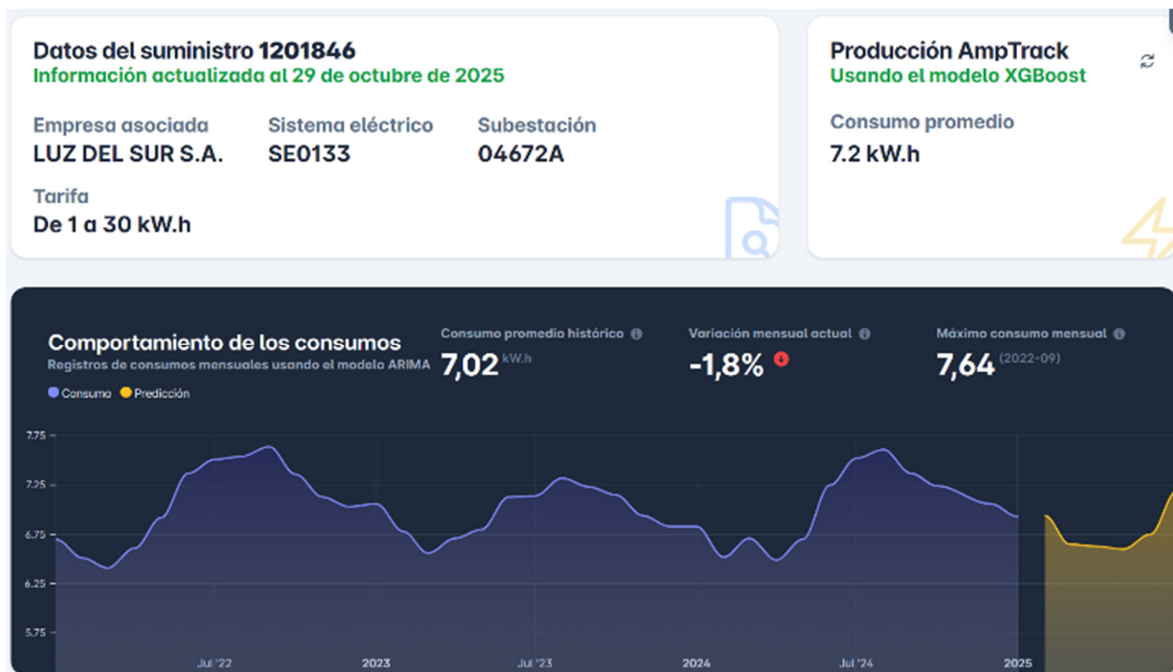 Datos del suministro 1201846
Información actualizada al 29 de octubre de 2025
Empresa asociada
LUZ DEL SUR S.A.
Sistema eléctrico
SE0133
Subestación
04672A
Tarifa
De 1 a 30 kW.h
Producción AmpTrack
Usando el modelo XGBoost
Consumo promedio
7.2 kW.h
Comportamiento de los consumos
Registros de consumos mensuales usando el modelo ARIMA
Consumo Predicción
Consumo promedio histórico
7,02 kW.h
Variación mensual actual
-1,8%
Máximo consumo mensual
7,64 (2022-09)
7.75
7.25
6.75
6.25
5.75
Jul '22 2023 Jul '23 2024 Jul '24 2025